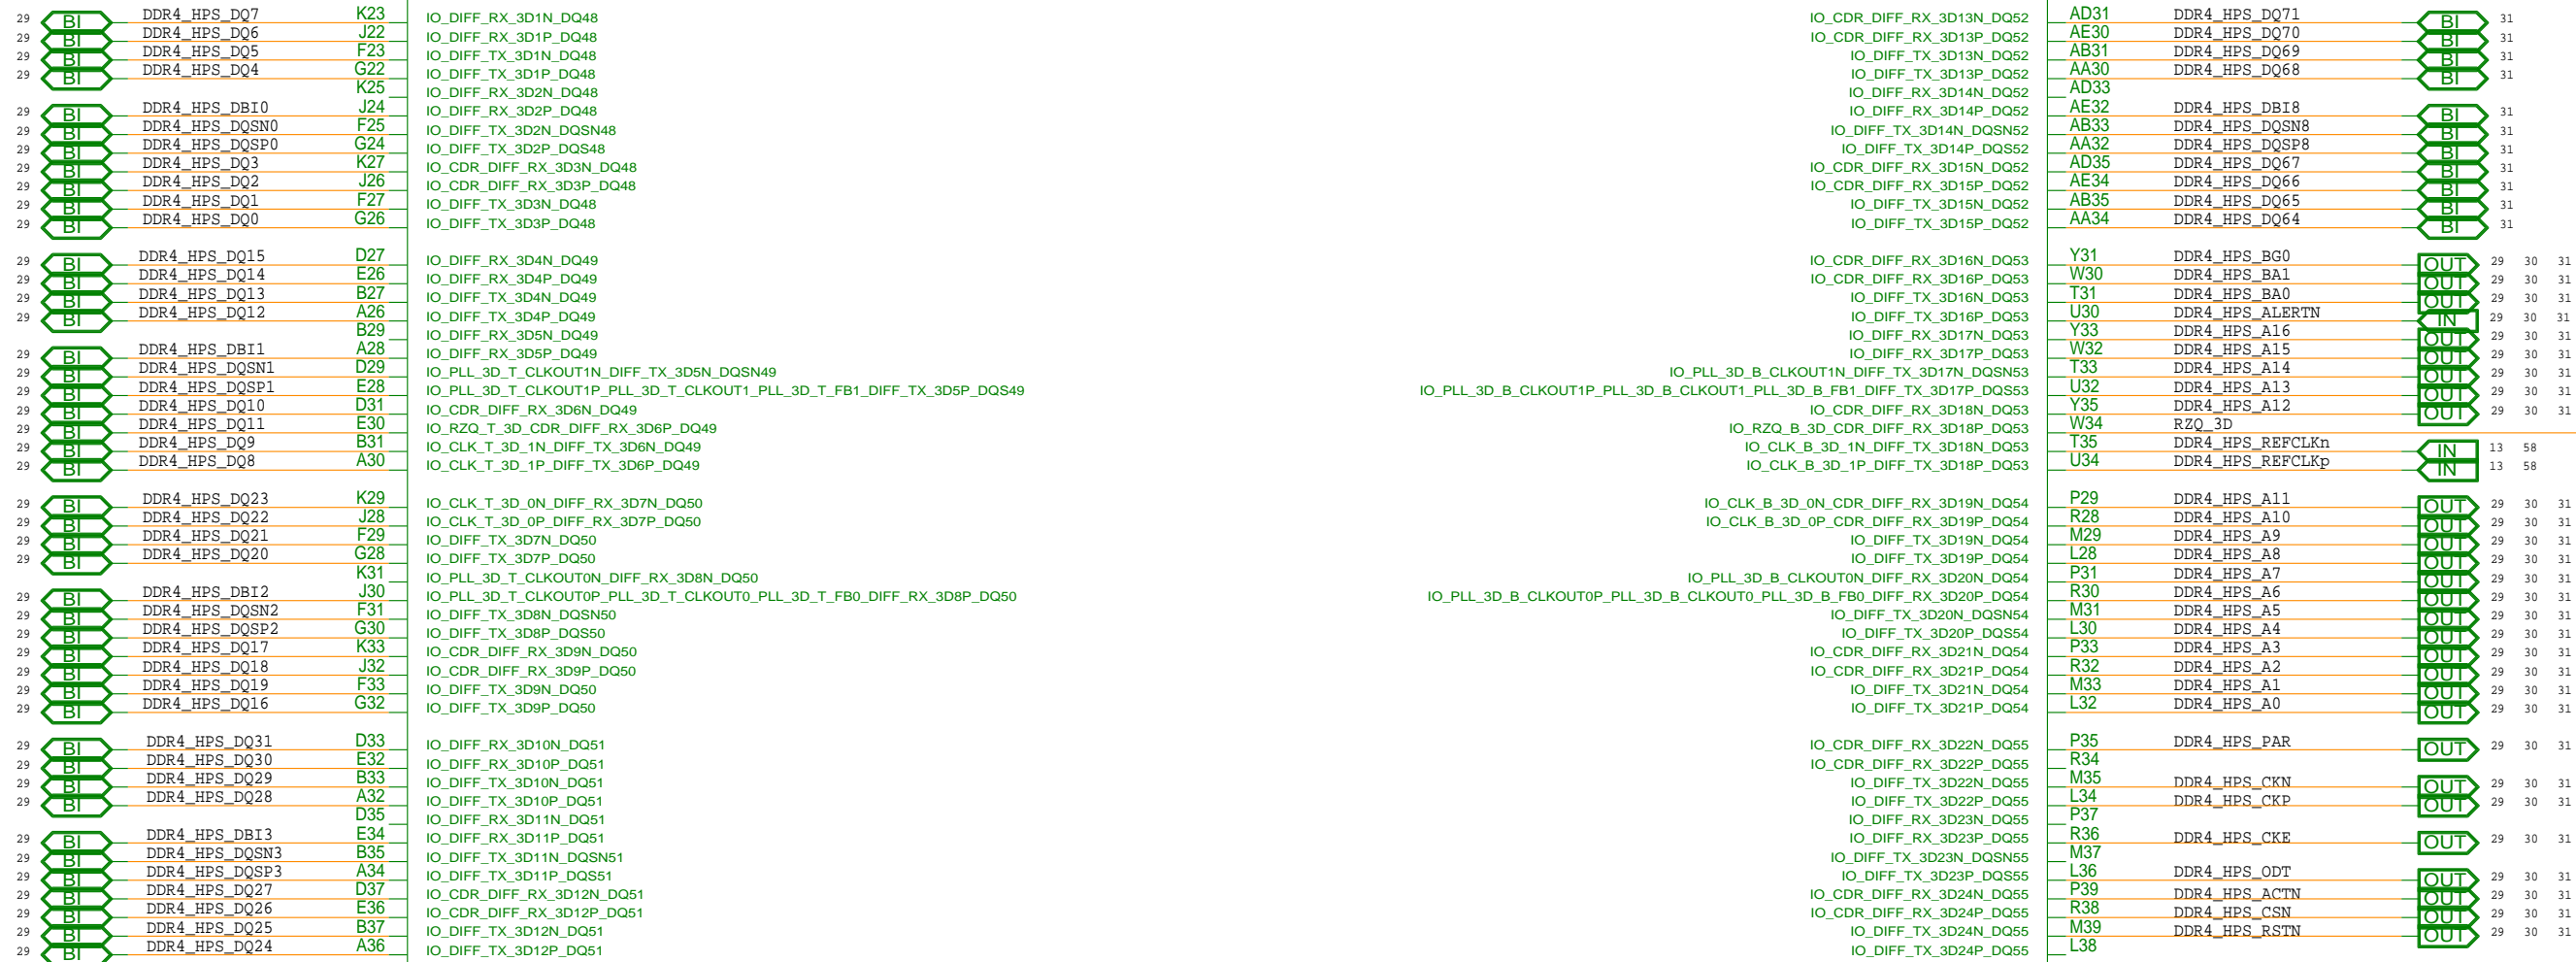 29 BI DDR4_HPS_DQ7 K23 IO_DIFF_RX_3D1N_DQ48 IO_CDR_DIFF_RX_3D13N_DQ52 AD31 DDR4_HPS_DQ71 BI 31
29 BI DDR4_HPS_DQ6 J22 IO_DIFF_RX_3D1P_DQ48 IO_CDR_DIFF_RX_3D13P_DQ52 AE30 DDR4_HPS_DQ70 BI 31
29 BI DDR4_HPS_DQ5 F23 IO_DIFF_TX_3D1N_DQ48 IO_DIFF_TX_3D13N_DQ52 AB31 DDR4_HPS_DQ69 BI 31
29 BI DDR4_HPS_DQ4 G22 IO_DIFF_TX_3D1P_DQ48 IO_DIFF_TX_3D13P_DQ52 AA30 DDR4_HPS_DQ68 BI 31
K25 IO_DIFF_RX_3D2N_DQ48 IO_DIFF_RX_3D14N_DQ52 AD33
29 BI DDR4_HPS_DBI0 J24 IO_DIFF_RX_3D2P_DQ48 IO_DIFF_RX_3D14P_DQ52 AE32 DDR4_HPS_DBI8 BI 31
29 BI DDR4_HPS_DQSN0 F25 IO_DIFF_TX_3D2N_DQSN48 IO_DIFF_TX_3D14N_DQSN52 AB33 DDR4_HPS_DQSN8 BI 31
29 BI DDR4_HPS_DQSP0 G24 IO_DIFF_TX_3D2P_DQS48 IO_DIFF_TX_3D14P_DQS52 AA32 DDR4_HPS_DQSP8 BI 31
29 BI DDR4_HPS_DQ3 K27 IO_CDR_DIFF_RX_3D3N_DQ48 IO_CDR_DIFF_RX_3D15N_DQ52 AD35 DDR4_HPS_DQ67 BI 31
29 BI DDR4_HPS_DQ2 J26 IO_CDR_DIFF_RX_3D3P_DQ48 IO_CDR_DIFF_RX_3D15P_DQ52 AE34 DDR4_HPS_DQ66 BI 31
29 BI DDR4_HPS_DQ1 F27 IO_DIFF_TX_3D3N_DQ48 IO_DIFF_TX_3D15N_DQ52 AB35 DDR4_HPS_DQ65 BI 31
29 BI DDR4_HPS_DQ0 G26 IO_DIFF_TX_3D3P_DQ48 IO_DIFF_TX_3D15P_DQ52 AA34 DDR4_HPS_DQ64 BI 31
29 BI DDR4_HPS_DQ15 D27 IO_DIFF_RX_3D4N_DQ49 IO_CDR_DIFF_RX_3D16N_DQ53 Y31 DDR4_HPS_BG0 OUT 29 30 31
29 BI DDR4_HPS_DQ14 E26 IO_DIFF_RX_3D4P_DQ49 IO_CDR_DIFF_RX_3D16P_DQ53 W30 DDR4_HPS_BA1 OUT 29 30 31
29 BI DDR4_HPS_DQ13 B27 IO_DIFF_TX_3D4N_DQ49 IO_DIFF_TX_3D16N_DQ53 T31 DDR4_HPS_BA0 OUT 29 30 31
29 BI DDR4_HPS_DQ12 A26 IO_DIFF_TX_3D4P_DQ49 IO_DIFF_TX_3D16P_DQ53 U30 DDR4_HPS_ALERTN IN 29 30 31
B29 IO_DIFF_RX_3D5N_DQ49 IO_DIFF_RX_3D17N_DQ53 Y33 DDR4_HPS_A16 OUT 29 30 31
29 BI DDR4_HPS_DBI1 A28 IO_DIFF_RX_3D5P_DQ49 IO_DIFF_RX_3D17P_DQ53 W32 DDR4_HPS_A15 OUT 29 30 31
29 BI DDR4_HPS_DQSN1 D29 IO_PLL_3D_T_CLKOUT1N_DIFF_TX_3D5N_DQSN49 IO_PLL_3D_B_CLKOUT1N_DIFF_TX_3D17N_DQSN53 T33 DDR4_HPS_A14 OUT 29 30 31
29 BI DDR4_HPS_DQSP1 E28 IO_PLL_3D_T_CLKOUT1P_PLL_3D_T_CLKOUT1_PLL_3D_T_FB1_DIFF_TX_3D5P_DQS49 IO_PLL_3D_B_CLKOUT1P_PLL_3D_B_CLKOUT1_PLL_3D_B_FB1_DIFF_TX_3D17P_DQS53 U32 DDR4_HPS_A13 OUT 29 30 31
29 BI DDR4_HPS_DQ10 D31 IO_CDR_DIFF_RX_3D6N_DQ49 IO_CDR_DIFF_RX_3D18N_DQ53 Y35 DDR4_HPS_A12 OUT 29 30 31
29 BI DDR4_HPS_DQ11 E30 IO_RZQ_T_3D_CDR_DIFF_RX_3D6P_DQ49 IO_RZQ_B_3D_CDR_DIFF_RX_3D18P_DQ53 W34 RZQ_3D
29 BI DDR4_HPS_DQ9 B31 IO_CLK_T_3D_1N_DIFF_TX_3D6N_DQ49 IO_CLK_B_3D_1N_DIFF_TX_3D18N_DQ53 T35 DDR4_HPS_REFCLKn IN 13 58
29 BI DDR4_HPS_DQ8 A30 IO_CLK_T_3D_1P_DIFF_TX_3D6P_DQ49 IO_CLK_B_3D_1P_DIFF_TX_3D18P_DQ53 U34 DDR4_HPS_REFCLKp IN 13 58
29 BI DDR4_HPS_DQ23 K29 IO_CLK_T_3D_0N_DIFF_RX_3D7N_DQ50 IO_CLK_B_3D_0N_CDR_DIFF_RX_3D19N_DQ54 P29 DDR4_HPS_A11 OUT 29 30 31
29 BI DDR4_HPS_DQ22 J28 IO_CLK_T_3D_0P_DIFF_RX_3D7P_DQ50 IO_CLK_B_3D_0P_CDR_DIFF_RX_3D19P_DQ54 R28 DDR4_HPS_A10 OUT 29 30 31
29 BI DDR4_HPS_DQ21 F29 IO_DIFF_TX_3D7N_DQ50 IO_DIFF_TX_3D19N_DQ54 M29 DDR4_HPS_A9 OUT 29 30 31
29 BI DDR4_HPS_DQ20 G28 IO_DIFF_TX_3D7P_DQ50 IO_DIFF_TX_3D19P_DQ54 L28 DDR4_HPS_A8 OUT 29 30 31
K31 IO_PLL_3D_T_CLKOUT0N_DIFF_RX_3D8N_DQ50 IO_PLL_3D_B_CLKOUT0N_DIFF_RX_3D20N_DQ54 P31 DDR4_HPS_A7 OUT 29 30 31
29 BI DDR4_HPS_DBI2 J30 IO_PLL_3D_T_CLKOUT0P_PLL_3D_T_CLKOUT0_PLL_3D_T_FB0_DIFF_RX_3D8P_DQ50 IO_PLL_3D_B_CLKOUT0P_PLL_3D_B_CLKOUT0_PLL_3D_B_FB0_DIFF_RX_3D20P_DQ54 R30 DDR4_HPS_A6 OUT 29 30 31
29 BI DDR4_HPS_DQSN2 F31 IO_DIFF_TX_3D8N_DQSN50 IO_DIFF_TX_3D20N_DQSN54 M31 DDR4_HPS_A5 OUT 29 30 31
29 BI DDR4_HPS_DQSP2 G30 IO_DIFF_TX_3D8P_DQS50 IO_DIFF_TX_3D20P_DQS54 L30 DDR4_HPS_A4 OUT 29 30 31
29 BI DDR4_HPS_DQ17 K33 IO_CDR_DIFF_RX_3D9N_DQ50 IO_CDR_DIFF_RX_3D21N_DQ54 P33 DDR4_HPS_A3 OUT 29 30 31
29 BI DDR4_HPS_DQ18 J32 IO_CDR_DIFF_RX_3D9P_DQ50 IO_CDR_DIFF_RX_3D21P_DQ54 R32 DDR4_HPS_A2 OUT 29 30 31
29 BI DDR4_HPS_DQ19 F33 IO_DIFF_TX_3D9N_DQ50 IO_DIFF_TX_3D21N_DQ54 M33 DDR4_HPS_A1 OUT 29 30 31
29 BI DDR4_HPS_DQ16 G32 IO_DIFF_TX_3D9P_DQ50 IO_DIFF_TX_3D21P_DQ54 L32 DDR4_HPS_A0 OUT 29 30 31
29 BI DDR4_HPS_DQ31 D33 IO_DIFF_RX_3D10N_DQ51 IO_CDR_DIFF_RX_3D22N_DQ55 P35 DDR4_HPS_PAR OUT 29 30 31
29 BI DDR4_HPS_DQ30 E32 IO_DIFF_RX_3D10P_DQ51 IO_CDR_DIFF_RX_3D22P_DQ55 R34
29 BI DDR4_HPS_DQ29 B33 IO_DIFF_TX_3D10N_DQ51 IO_DIFF_TX_3D22N_DQ55 M35 DDR4_HPS_CKN OUT 29 30 31
29 BI DDR4_HPS_DQ28 A32 IO_DIFF_TX_3D10P_DQ51 IO_DIFF_TX_3D22P_DQ55 L34 DDR4_HPS_CKP OUT 29 30 31
D35 IO_DIFF_RX_3D11N_DQ51 IO_DIFF_RX_3D23N_DQ55 P37
29 BI DDR4_HPS_DBI3 E34 IO_DIFF_RX_3D11P_DQ51 IO_DIFF_RX_3D23P_DQ55 R36 DDR4_HPS_CKE OUT 29 30 31
29 BI DDR4_HPS_DQSN3 B35 IO_DIFF_TX_3D11N_DQSN51 IO_DIFF_TX_3D23N_DQSN55 M37
29 BI DDR4_HPS_DQSP3 A34 IO_DIFF_TX_3D11P_DQS51 IO_DIFF_TX_3D23P_DQS55 L36 DDR4_HPS_ODT OUT 29 30 31
29 BI DDR4_HPS_DQ27 D37 IO_CDR_DIFF_RX_3D12N_DQ51 IO_CDR_DIFF_RX_3D24N_DQ55 P39 DDR4_HPS_ACTN OUT 29 30 31
29 BI DDR4_HPS_DQ26 E36 IO_CDR_DIFF_RX_3D12P_DQ51 IO_CDR_DIFF_RX_3D24P_DQ55 R38 DDR4_HPS_CSN OUT 29 30 31
29 BI DDR4_HPS_DQ25 B37 IO_DIFF_TX_3D12N_DQ51 IO_DIFF_TX_3D24N_DQ55 M39 DDR4_HPS_RSTN OUT 29 30 31
29 BI DDR4_HPS_DQ24 A36 IO_DIFF_TX_3D12P_DQ51 IO_DIFF_TX_3D24P_DQ55 L38